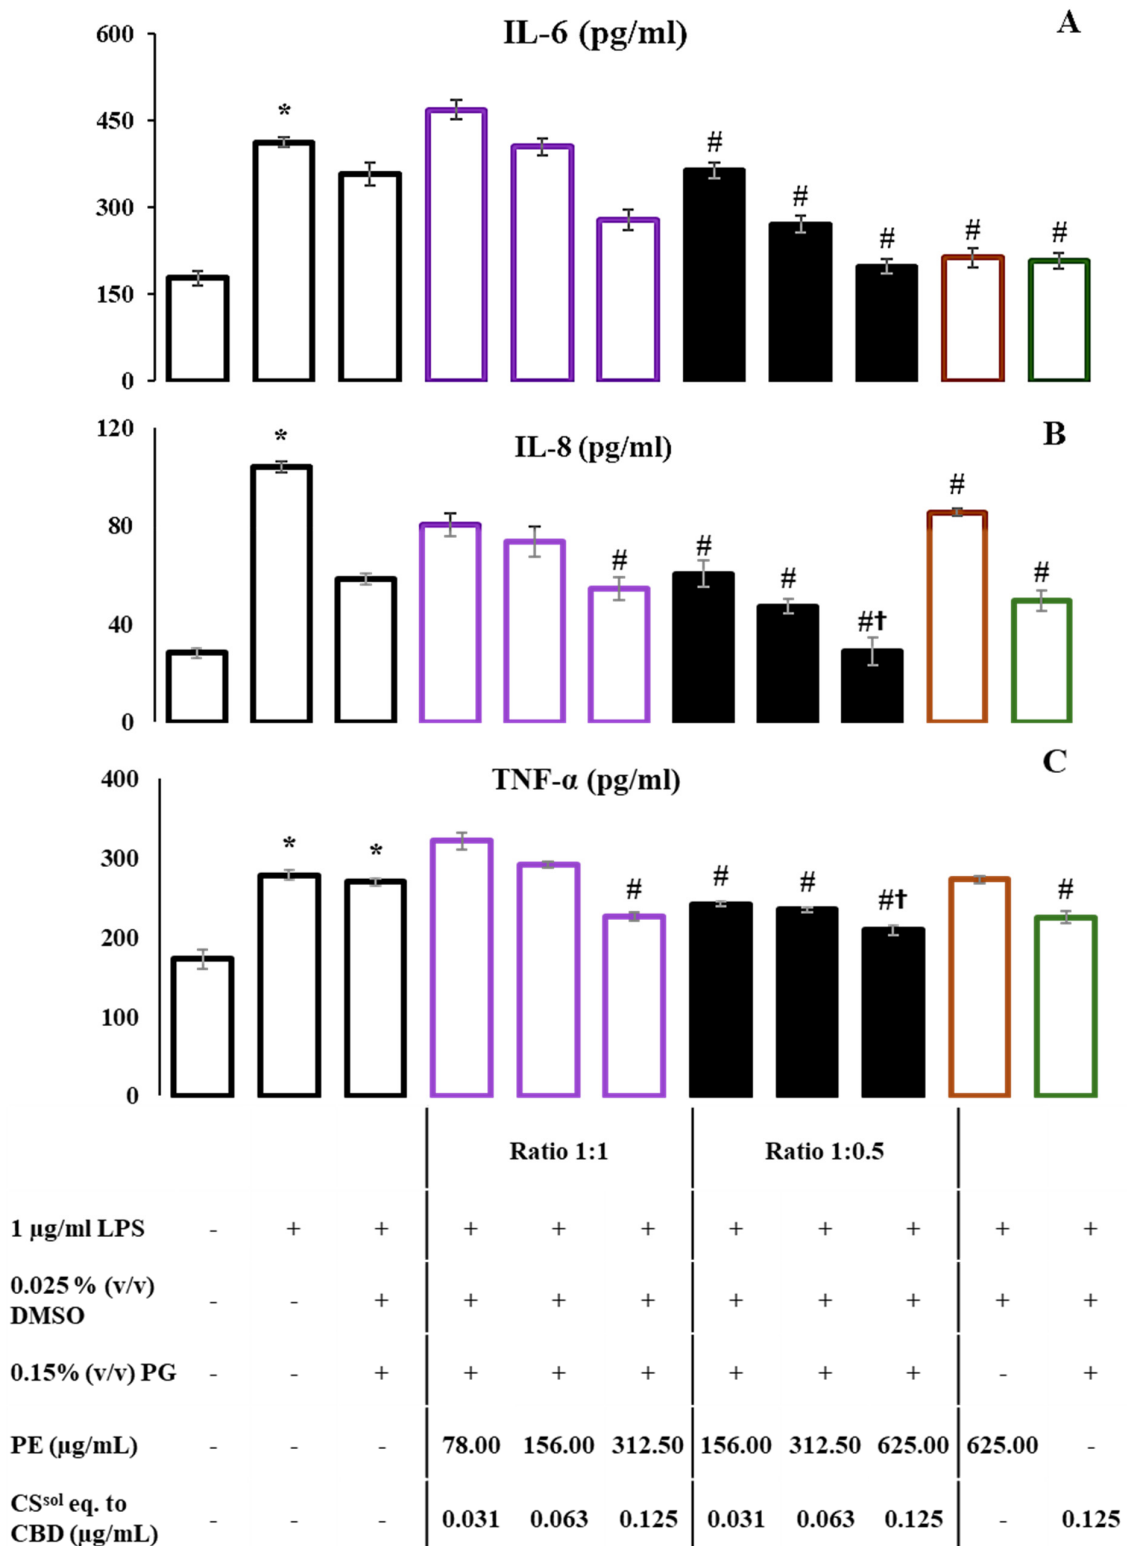 IL-6 (pg/ml)
A
600
450
300
150
0
*
#
#
#
#
#
IL-8 (pg/ml)
B
120
80
40
0
*
#
#
#
#†
#
#
TNF-α (pg/ml)
C
400
300
200
100
0
*
*
#
#
#
#†
#
Ratio 1:1 Ratio 1:0.5
1 μg/ml LPS - + + + + + + + + + +
0.025 % (v/v)
DMSO - - + + + + + + + + +
0.15% (v/v) PG - - + + + + + + + - +
PE (μg/mL) - - - 78.00 156.00 312.50 156.00 312.50 625.00 625.00 -
CSsol eq. to
CBD (μg/mL) - - - 0.031 0.063 0.125 0.031 0.063 0.125 - 0.125